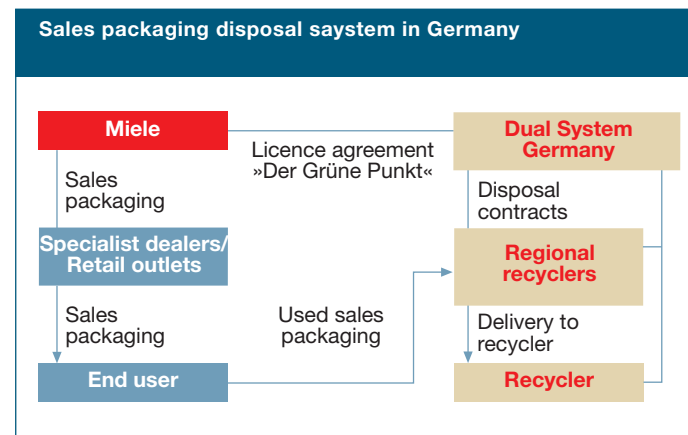 Sales packaging disposal saystem in Germany
Miele
Dual System
Germany
Licence agreement
»Der Grüne Punkt«
Sales
packaging
Disposal
contracts
Specialist dealers/
Retail outlets
Regional
recyclers
Sales
packaging
Used sales
packaging
Delivery to
recycler
End user
Recycler